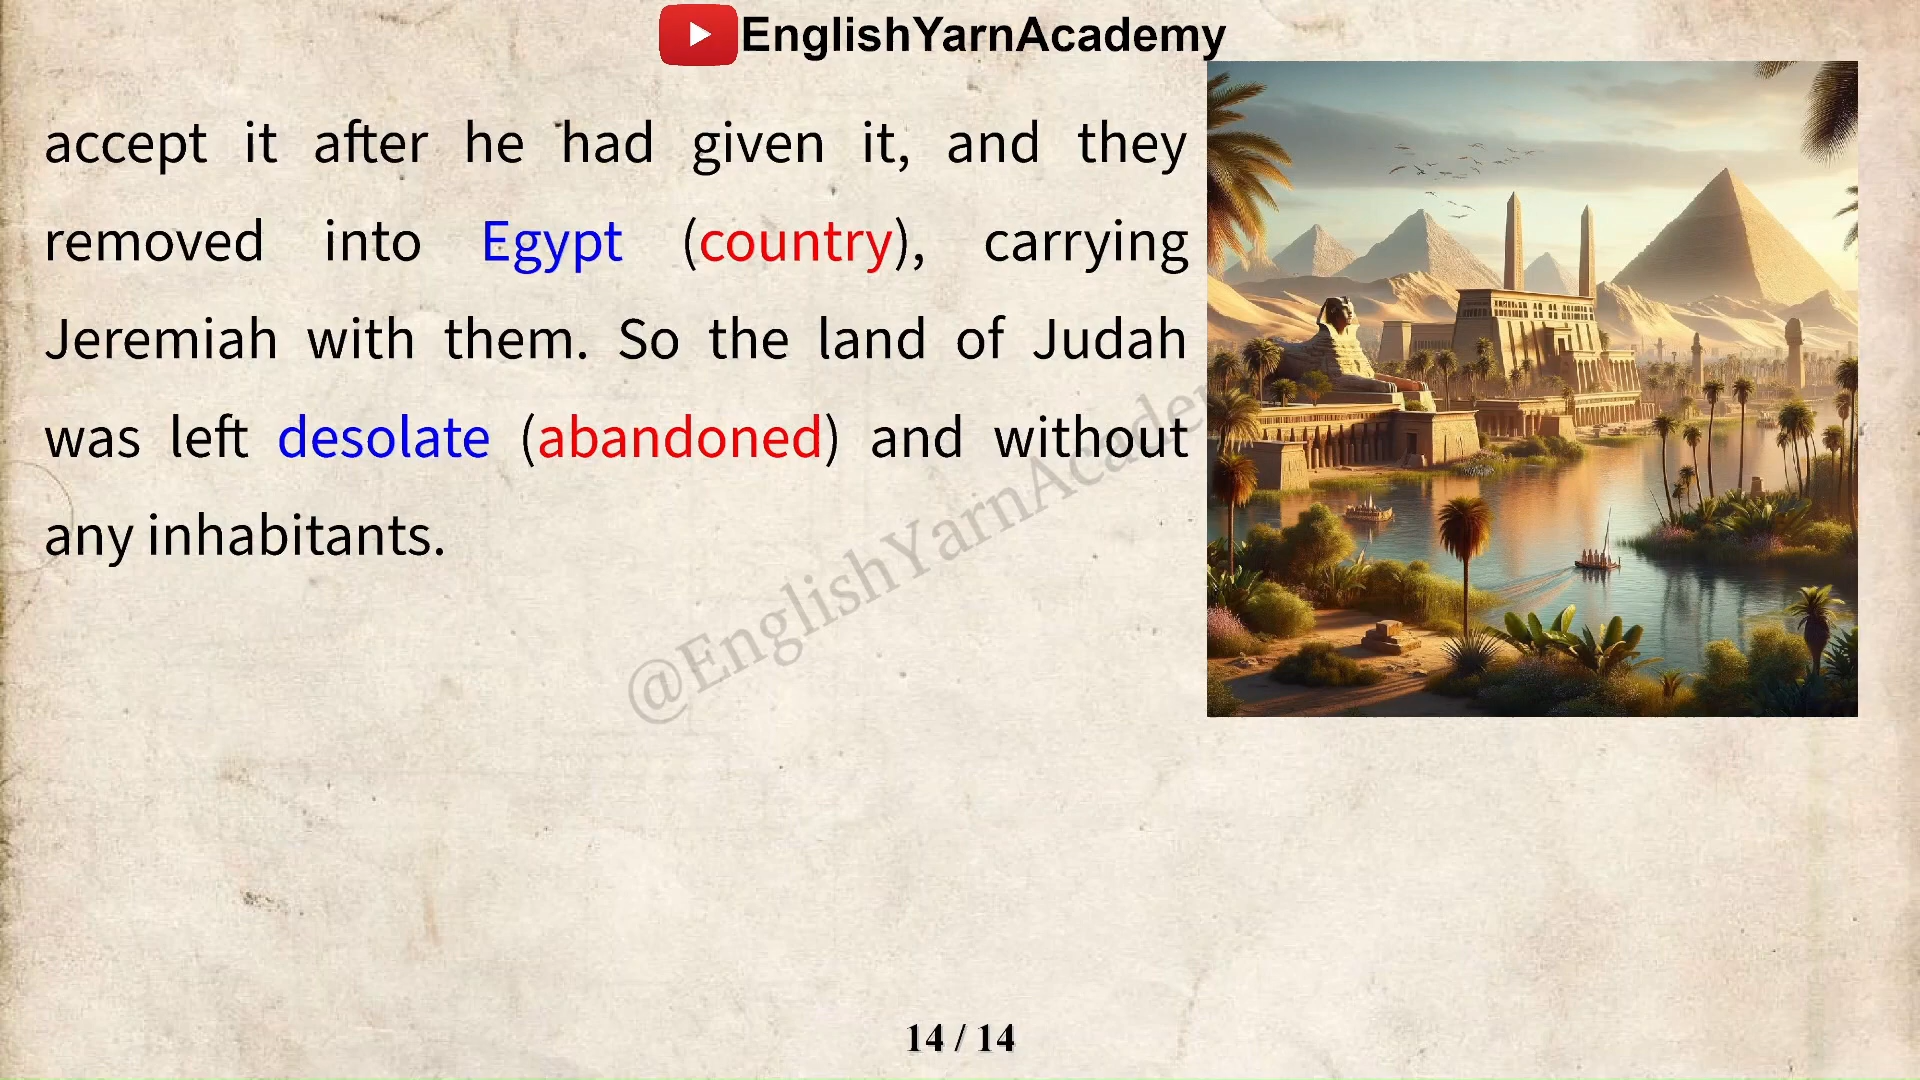 EnglishYarnAcademy
accept it after he had given it, and they
removed into Egypt (country), carrying
Jeremiah with them. So the land of Judah
was left desolate (abandoned) and without
any inhabitants.
@EnglishYarnAcadem
14 / 14